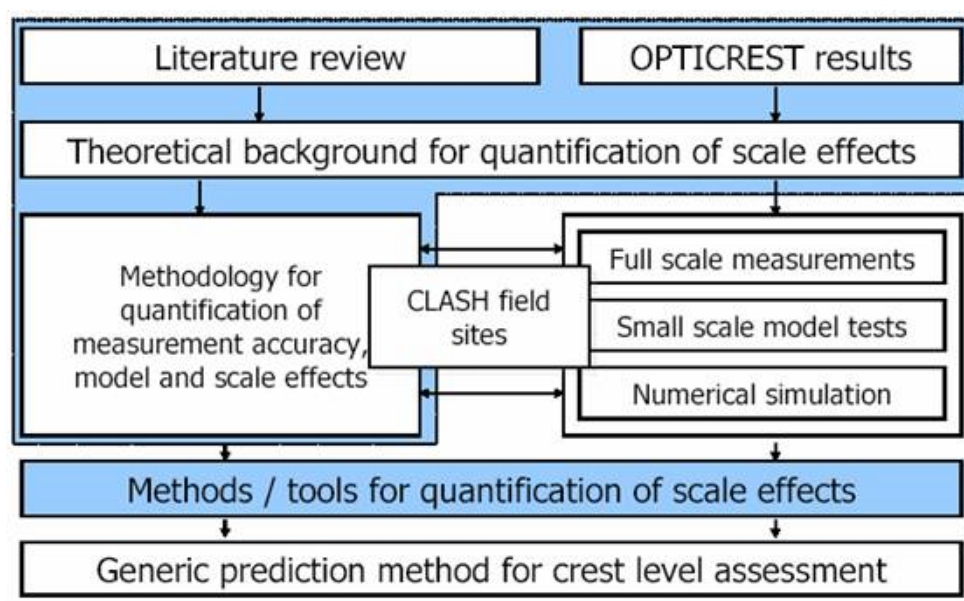 Literature review
OPTICREST results
Theoretical background for quantification of scale effects
Methodology for
quantification of
measurement accuracy,
model and scale effects
CLASH field
sites
Full scale measurements
Small scale model tests
Numerical simulation
Methods / tools for quantification of scale effects
Generic prediction method for crest level assessment